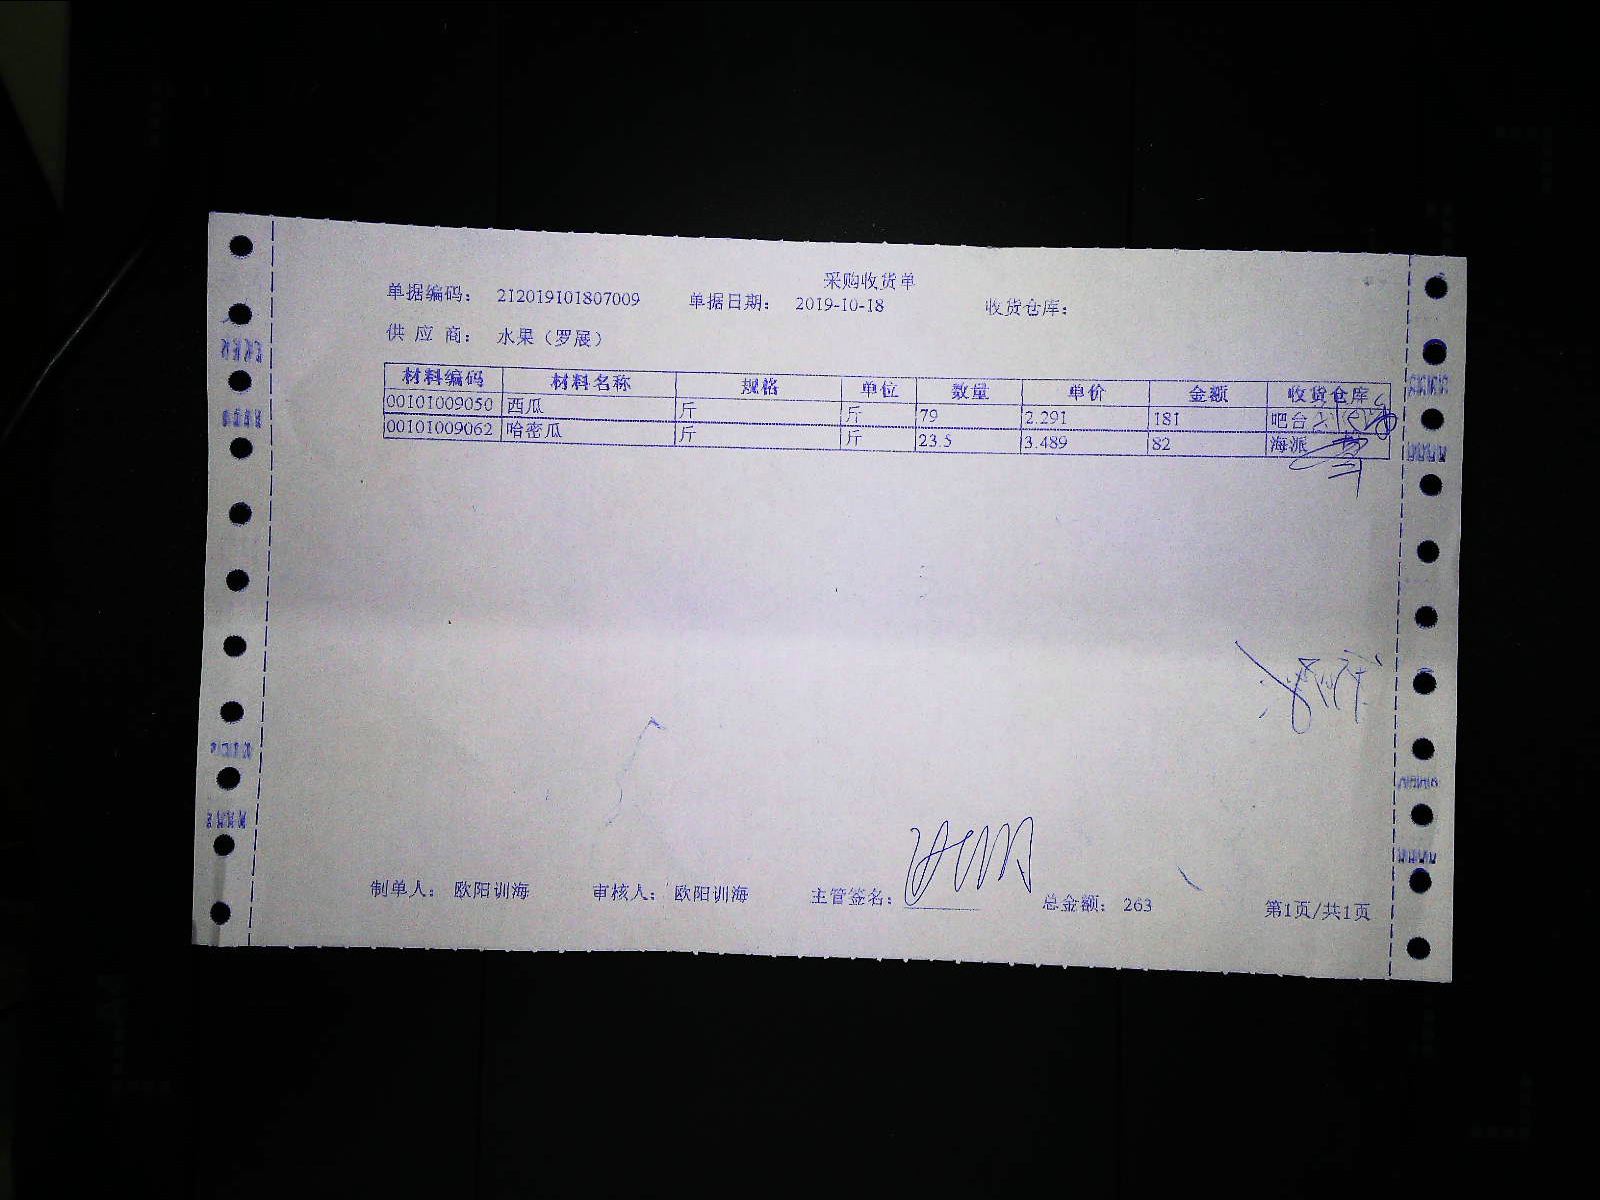 采购收货单
单据编码： 212019101807009 单据日期： 2019-10-18 收货仓库：
供 应 商： 水果（罗展）
材料编码 材料名称 规格 单位 数量 单价 金额 收货仓库
00101009050 西瓜 斤 斤 79 2.291 181 吧台
00101009062 哈密瓜 斤 斤 23.5 3.489 82 海派
制单人： 欧阳训海 审核人： 欧阳训海 主管签名： 总金额： 263 第1页/共1页